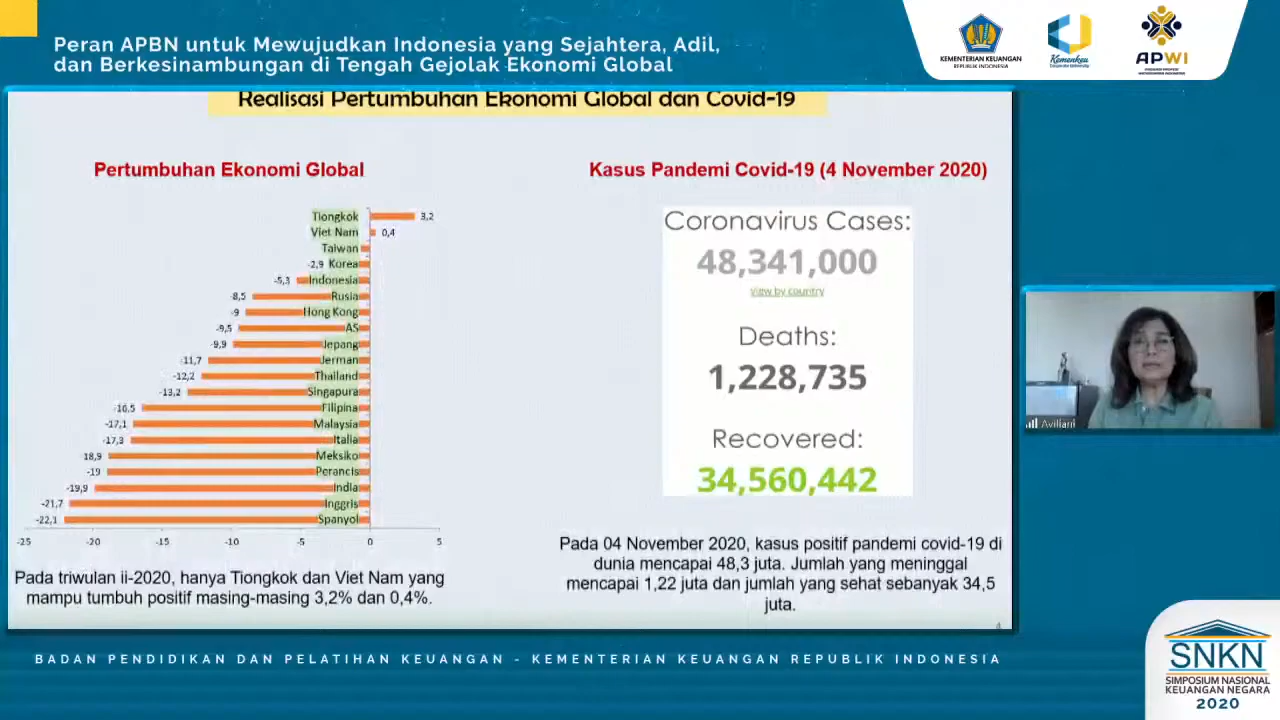 Peran APBN untuk Mewujudkan Indonesia yang Sejahtera, Adil,
dan Berkesinambungan di Tengah Gejolak Ekonomi Global
KEMENTERIAN KEUANGAN
REPUBLIK INDONESIA
Kemenkeu
APWI
Realisasi Pertumbuhan Ekonomi Global dan Covid-19
Pertumbuhan Ekonomi Global
Tiongkok 3,2
Viet Nam 0,4
Taiwan
-2,9 Korea
-5,3 Indonesia
-8,5 Rusia
-9 Hong Kong
-9,5 AS
-9,9 Jepang
-11,7 Jerman
-12,2 Thailand
-13,2 Singapura
-16,5 Filipina
-17,1 Malaysia
-17,3 Italia
18,9 Meksiko
-19 Perancis
-19,9 India
-21,7 Inggris
-22,1 Spanyol
-25 -20 -15 -10 -5 0 5
Pada triwulan ii-2020, hanya Tiongkok dan Viet Nam yang
mampu tumbuh positif masing-masing 3,2% dan 0,4%.
Kasus Pandemi Covid-19 (4 November 2020)
Coronavirus Cases:
48,341,000
view by country
Deaths:
1,228,735
Recovered:
34,560,442
Pada 04 November 2020, kasus positif pandemi covid-19 di
dunia mencapai 48,3 juta. Jumlah yang meninggal
mencapai 1,22 juta dan jumlah yang sehat sebanyak 34,5
juta.
4
Aviliani
BADAN PENDIDIKAN DAN PELATIHAN KEUANGAN - KEMENTERIAN KEUANGAN REPUBLIK INDONESIA
SNKN
SIMPOSIUM NASIONAL
KEUANGAN NEGARA
2020